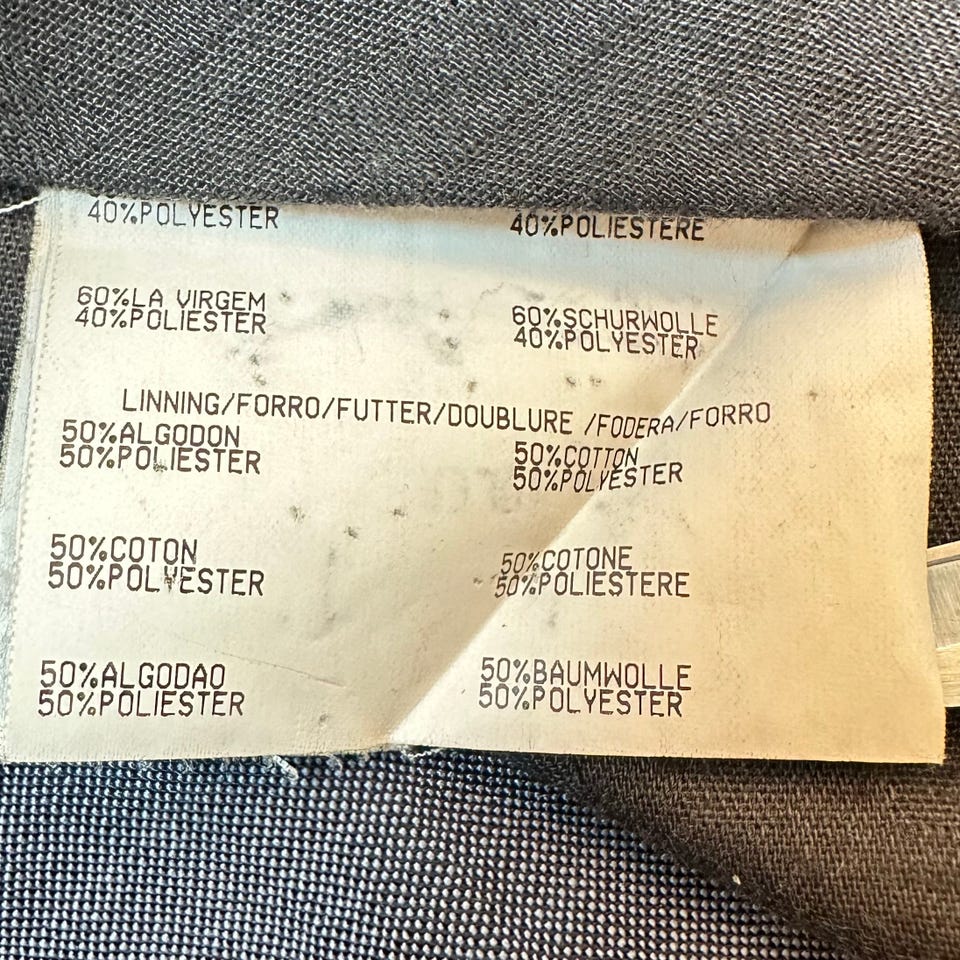 40%POLYESTER
40%POLIESTERE
60%LA VIRGEM
40%POLIESTER
60%SCHURWOLLE
40%POLYESTER
LINNING/FORRO/FUTTER/DOUBLURE /FODERA/FORRO
50%ALGODON
50%POLIESTER
50%COTTON
50%POLYESTER
50%COTON
50%POLYESTER
50%COTONE
50%POLIESTERE
50%ALGODAO
50%POLIESTER
50%BAUMWOLLE
50%POLYESTER